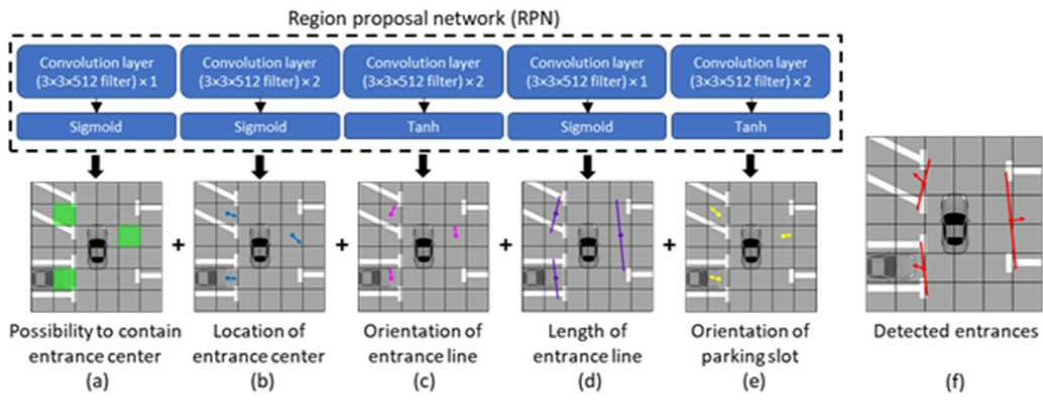 Region proposal network (RPN)
Convolution layer
(3×3×512 filter) × 1
Convolution layer
(3×3×512 filter) × 2
Convolution layer
(3×3×512 filter) × 2
Convolution layer
(3×3×512 filter) × 1
Convolution layer
(3×3×512 filter) × 2
Sigmoid
Sigmoid
Tanh
Sigmoid
Tanh
+
+
+
+
Possibility to contain
entrance center
(a)
Location of
entrance center
(b)
Orientation of
entrance line
(c)
Length of
entrance line
(d)
Orientation of
parking slot
(e)
Detected entrances
(f)